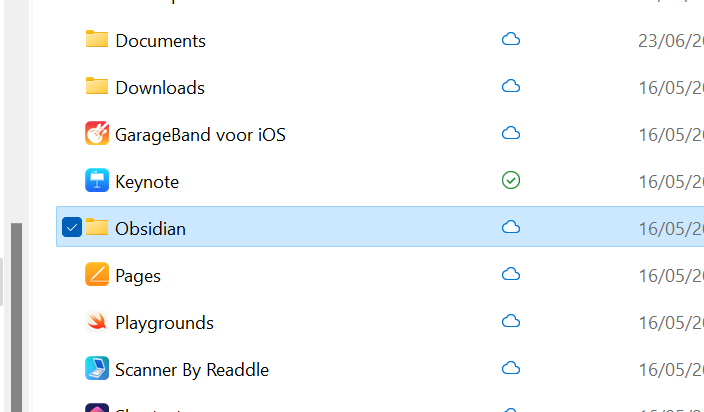 Documents 23/06/20
Downloads 16/05/20
GarageBand voor iOS 16/05/20
Keynote 16/05/20
Obsidian 16/05/20
Pages 16/05/20
Playgrounds 16/05/20
Scanner By Readdle 16/05/20